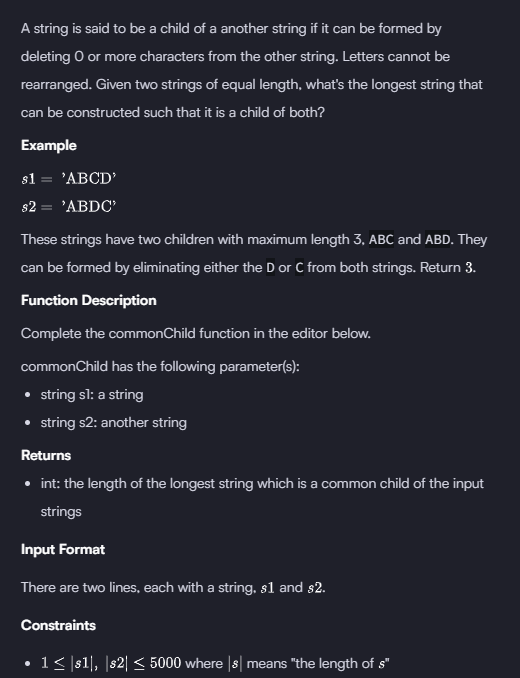 A string is said to be a child of a another string if it can be formed by
deleting 0 or more characters from the other string. Letters cannot be
rearranged. Given two strings of equal length, what's the longest string that
can be constructed such that it is a child of both?
Example
s1 = 'ABCD'
s2 = 'ABDC'
These strings have two children with maximum length 3, ABC and ABD. They
can be formed by eliminating either the D or C from both strings. Return 3.
Function Description
Complete the commonChild function in the editor below.
commonChild has the following parameter(s):
• string s1: a string
• string s2: another string
Returns
• int: the length of the longest string which is a common child of the input
strings
Input Format
There are two lines, each with a string, s1 and s2.
Constraints
• 1 ≤ |s1|, |s2| ≤ 5000 where |s| means "the length of s"